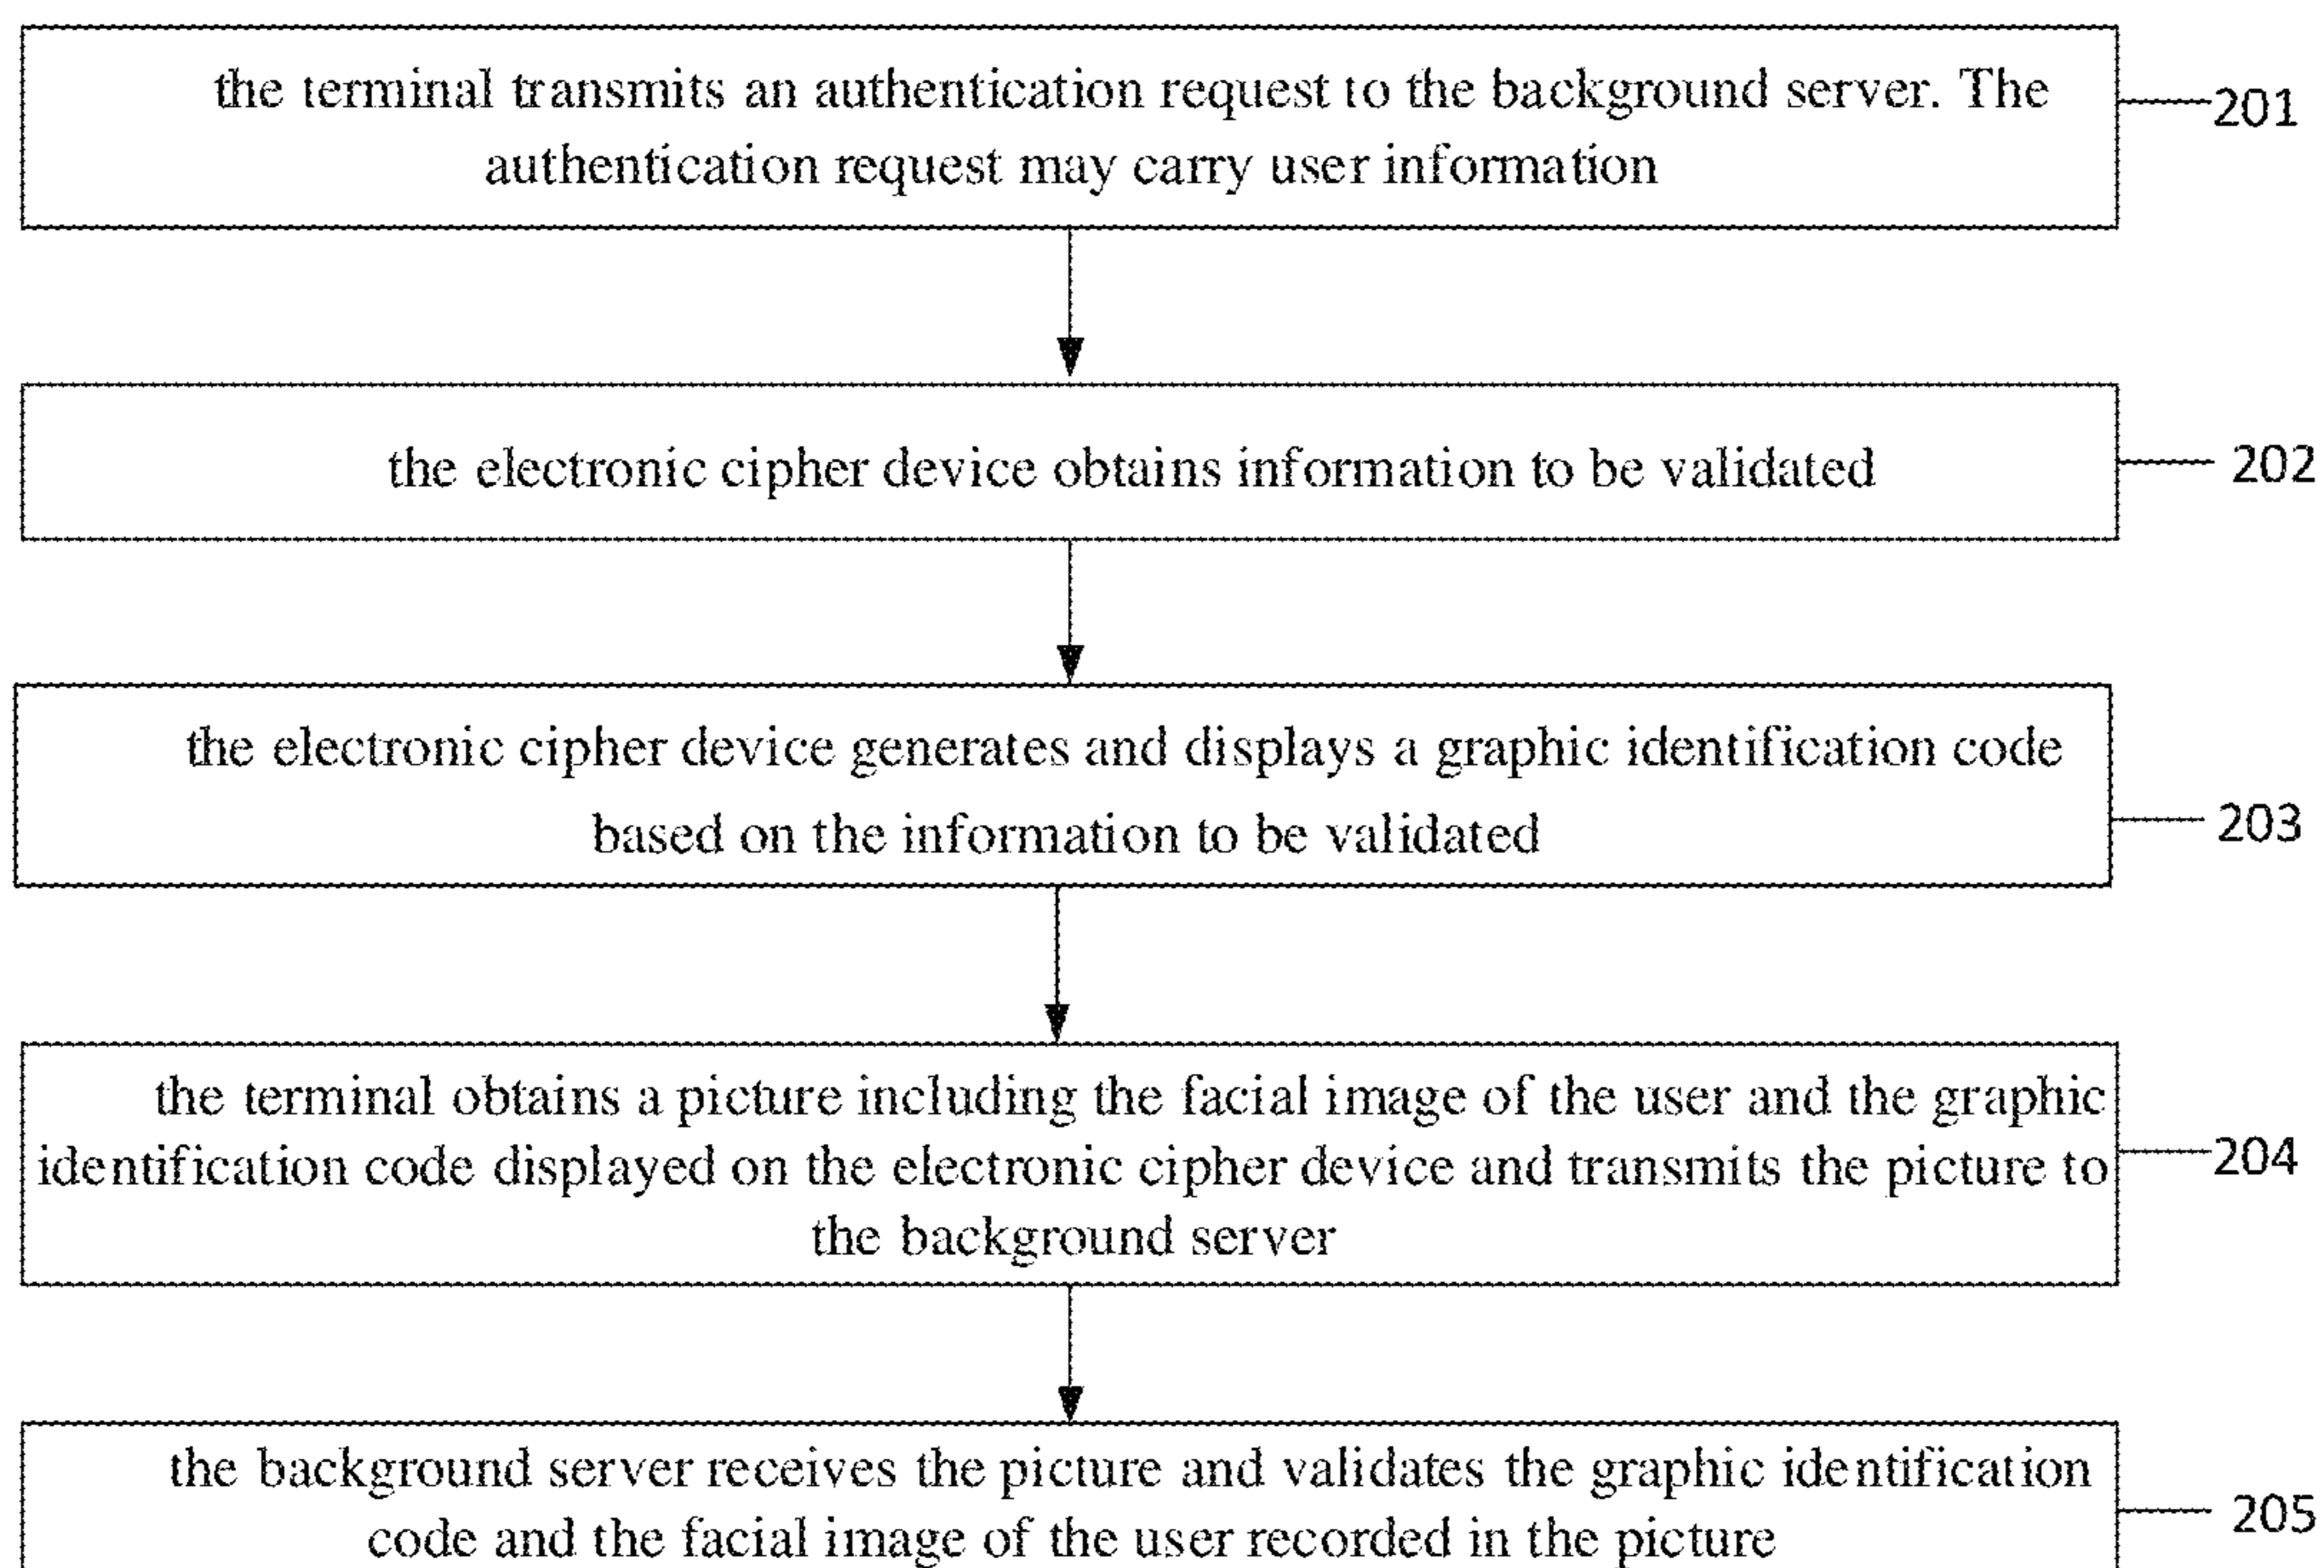 the terminal transmits an authentication request to the background server. The
authentication request may carry user information
201
the electronic cipher device obtains information to be validated
202
the electronic cipher device generates and displays a graphic identification code
based on the information to be validated
203
the terminal obtains a picture including the facial image of the user and the graphic
identification code displayed on the electronic cipher device and transmits the picture to
the background server
204
the background server receives the picture and validates the graphic identification
code and the facial image of the user recorded in the picture
205